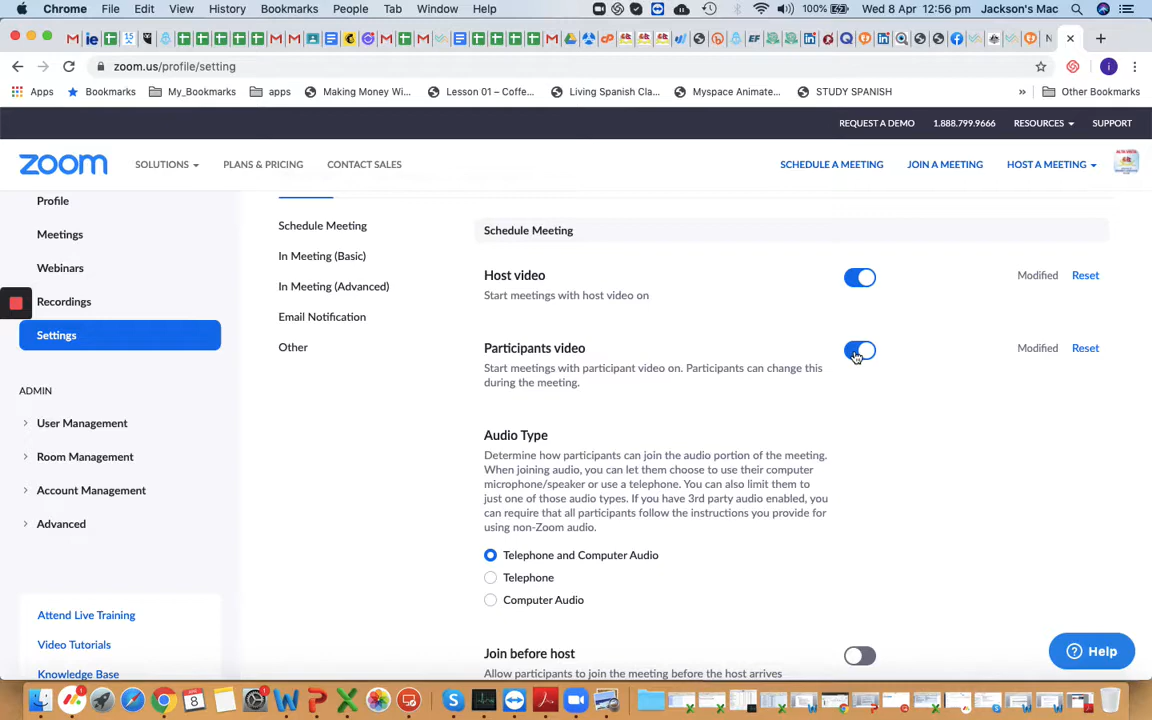 Chrome File Edit View History Bookmarks People Tab Window Help 100% Wed 8 Apr 12:56 pm Jackson's Mac
zoom.us/profile/setting
Apps Bookmarks My_Bookmarks apps Making Money Wi... Lesson 01 – Coffe... Living Spanish Cla... Myspace Animate... STUDY SPANISH » Other Bookmarks
REQUEST A DEMO 1.888.799.9666 RESOURCES SUPPORT
zoom SOLUTIONS PLANS & PRICING CONTACT SALES SCHEDULE A MEETING JOIN A MEETING HOST A MEETING
Profile
Meetings
Webinars
Recordings
Settings
ADMIN
User Management
Room Management
Account Management
Advanced
Attend Live Training
Video Tutorials
Knowledge Base
Schedule Meeting
In Meeting (Basic)
In Meeting (Advanced)
Email Notification
Other
Schedule Meeting
Host video
Start meetings with host video on
Modified Reset
Participants video
Start meetings with participant video on. Participants can change this
during the meeting.
Modified Reset
Audio Type
Determine how participants can join the audio portion of the meeting.
When joining audio, you can let them choose to use their computer
microphone/speaker or use a telephone. You can also limit them to
just one of those audio types. If you have 3rd party audio enabled, you
can require that all participants follow the instructions you provide for
using non-Zoom audio.
Telephone and Computer Audio
Telephone
Computer Audio
Join before host
Allow participants to join the meeting before the host arrives
Help